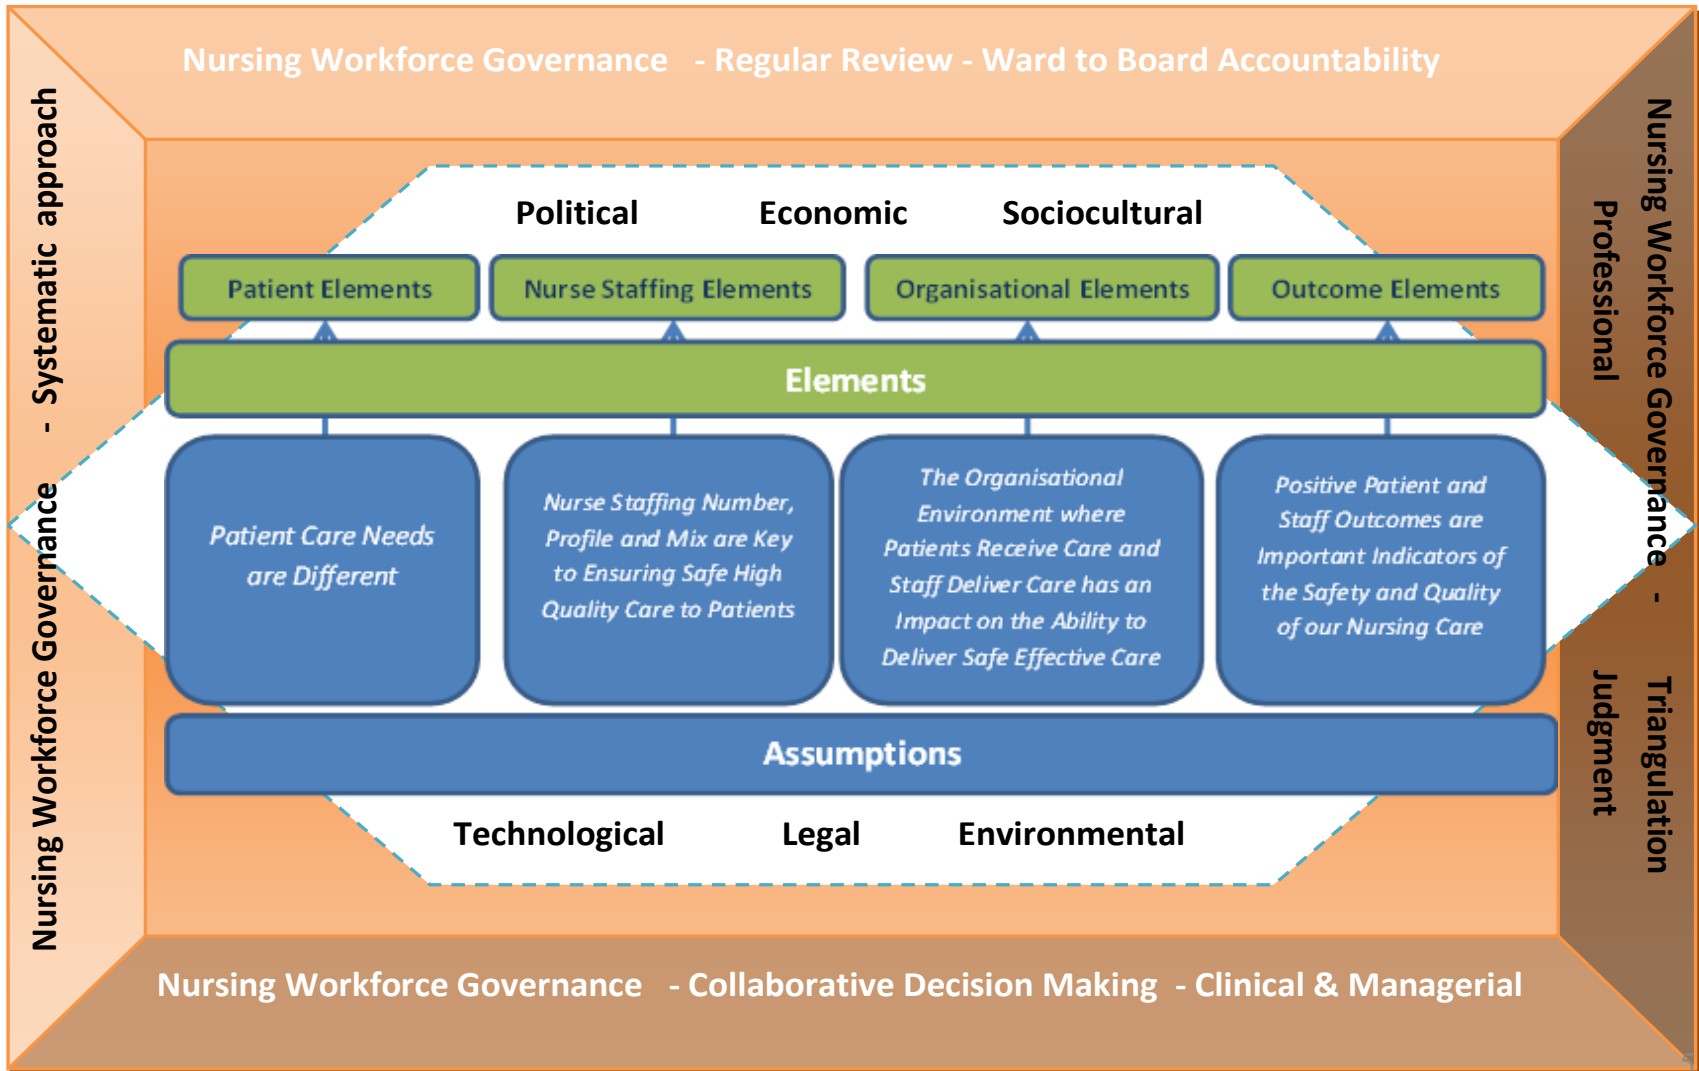 Nursing Workforce Governance - Regular Review - Ward to Board Accountability
Nursing Workforce Governance - Systematic approach
Political Economic Sociocultural
Patient Elements
Nurse Staffing Elements
Organisational Elements
Outcome Elements
Elements
Patient Care Needs
are Different
Nurse Staffing Number,
Profile and Mix are Key
to Ensuring Safe High
Quality Care to Patients
The Organisational
Environment where
Patients Receive Care and
Staff Deliver Care has an
Impact on the Ability to
Deliver Safe Effective Care
Positive Patient and
Staff Outcomes are
Important Indicators of
the Safety and Quality
of our Nursing Care
Assumptions
Technological Legal Environmental
Nursing Workforce Governance - Triangulation
Professional Judgment
Nursing Workforce Governance - Collaborative Decision Making - Clinical & Managerial